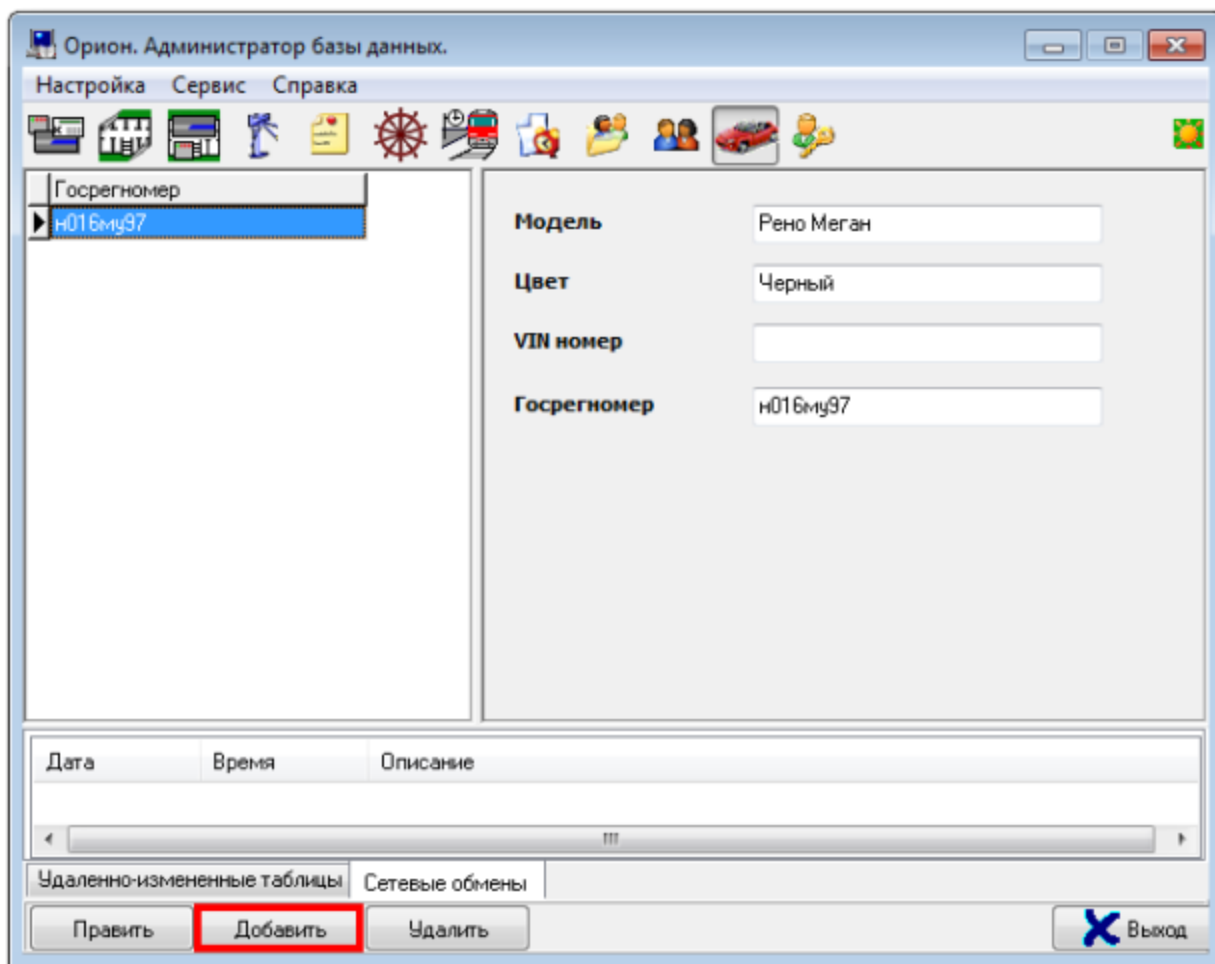 Орион. Администратор базы данных.
Настройка Сервис Справка
Госрегномер
н016му97
Модель Рено Меган
Цвет Черный
VIN номер
Госрегномер н016му97
Дата Время Описание
Удаленно-измененные таблицы Сетевые обмены
Править Добавить Удалить Выход